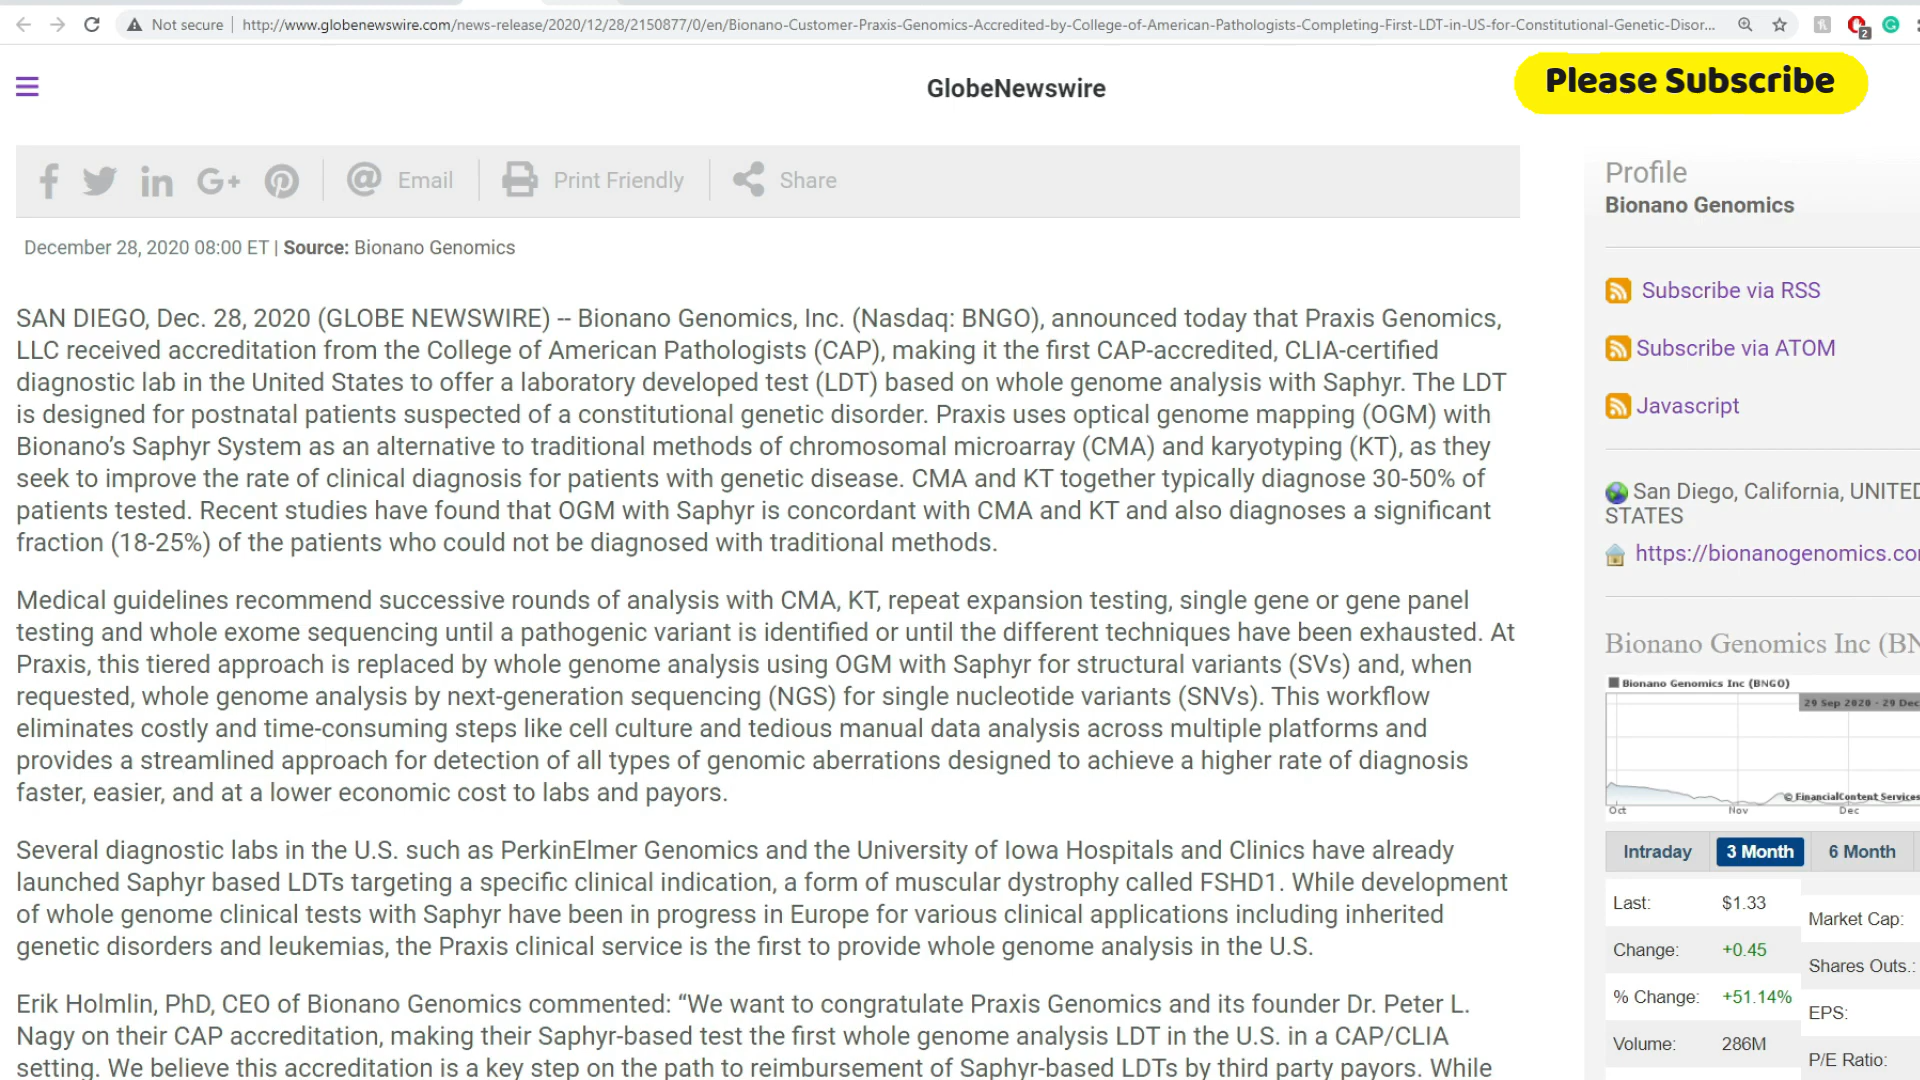 Not secure | http://www.globenewswire.com/news-release/2020/12/28/2150877/0/en/Bionano-Customer-Praxis-Genomics-Accredited-by-College-of-American-Pathologists-Completing-First-LDT-in-US-for-Constitutional-Genetic-Disor...
2
GlobeNewswire
Please Subscribe
Email
Print Friendly
Share
December 28, 2020 08:00 ET | Source: Bionano Genomics
SAN DIEGO, Dec. 28, 2020 (GLOBE NEWSWIRE) -- Bionano Genomics, Inc. (Nasdaq: BNGO), announced today that Praxis Genomics,
LLC received accreditation from the College of American Pathologists (CAP), making it the first CAP-accredited, CLIA-certified
diagnostic lab in the United States to offer a laboratory developed test (LDT) based on whole genome analysis with Saphyr. The LDT
is designed for postnatal patients suspected of a constitutional genetic disorder. Praxis uses optical genome mapping (OGM) with
Bionano’s Saphyr System as an alternative to traditional methods of chromosomal microarray (CMA) and karyotyping (KT), as they
seek to improve the rate of clinical diagnosis for patients with genetic disease. CMA and KT together typically diagnose 30-50% of
patients tested. Recent studies have found that OGM with Saphyr is concordant with CMA and KT and also diagnoses a significant
fraction (18-25%) of the patients who could not be diagnosed with traditional methods.
Medical guidelines recommend successive rounds of analysis with CMA, KT, repeat expansion testing, single gene or gene panel
testing and whole exome sequencing until a pathogenic variant is identified or until the different techniques have been exhausted. At
Praxis, this tiered approach is replaced by whole genome analysis using OGM with Saphyr for structural variants (SVs) and, when
requested, whole genome analysis by next-generation sequencing (NGS) for single nucleotide variants (SNVs). This workflow
eliminates costly and time-consuming steps like cell culture and tedious manual data analysis across multiple platforms and
provides a streamlined approach for detection of all types of genomic aberrations designed to achieve a higher rate of diagnosis
faster, easier, and at a lower economic cost to labs and payors.
Several diagnostic labs in the U.S. such as PerkinElmer Genomics and the University of Iowa Hospitals and Clinics have already
launched Saphyr based LDTs targeting a specific clinical indication, a form of muscular dystrophy called FSHD1. While development
of whole genome clinical tests with Saphyr have been in progress in Europe for various clinical applications including inherited
genetic disorders and leukemias, the Praxis clinical service is the first to provide whole genome analysis in the U.S.
Erik Holmlin, PhD, CEO of Bionano Genomics commented: “We want to congratulate Praxis Genomics and its founder Dr. Peter L.
Nagy on their CAP accreditation, making their Saphyr-based test the first whole genome analysis LDT in the U.S. in a CAP/CLIA
setting. We believe this accreditation is a key step on the path to reimbursement of Saphyr-based LDTs by third party payors. While
Profile
Bionano Genomics
Subscribe via RSS
Subscribe via ATOM
Javascript
San Diego, California, UNITED
STATES
https://bionanogenomics.co
Bionano Genomics Inc (BN
Bionano Genomics Inc (BNGO)
29 Sep 2020 - 29 Dec
© FinancialContent Services
Oct Nov Dec
Intraday 3 Month 6 Month
Last: $1.33
Change: +0.45
% Change: +51.14%
Volume: 286M
Market Cap:
Shares Outs.:
EPS:
P/E Ratio: